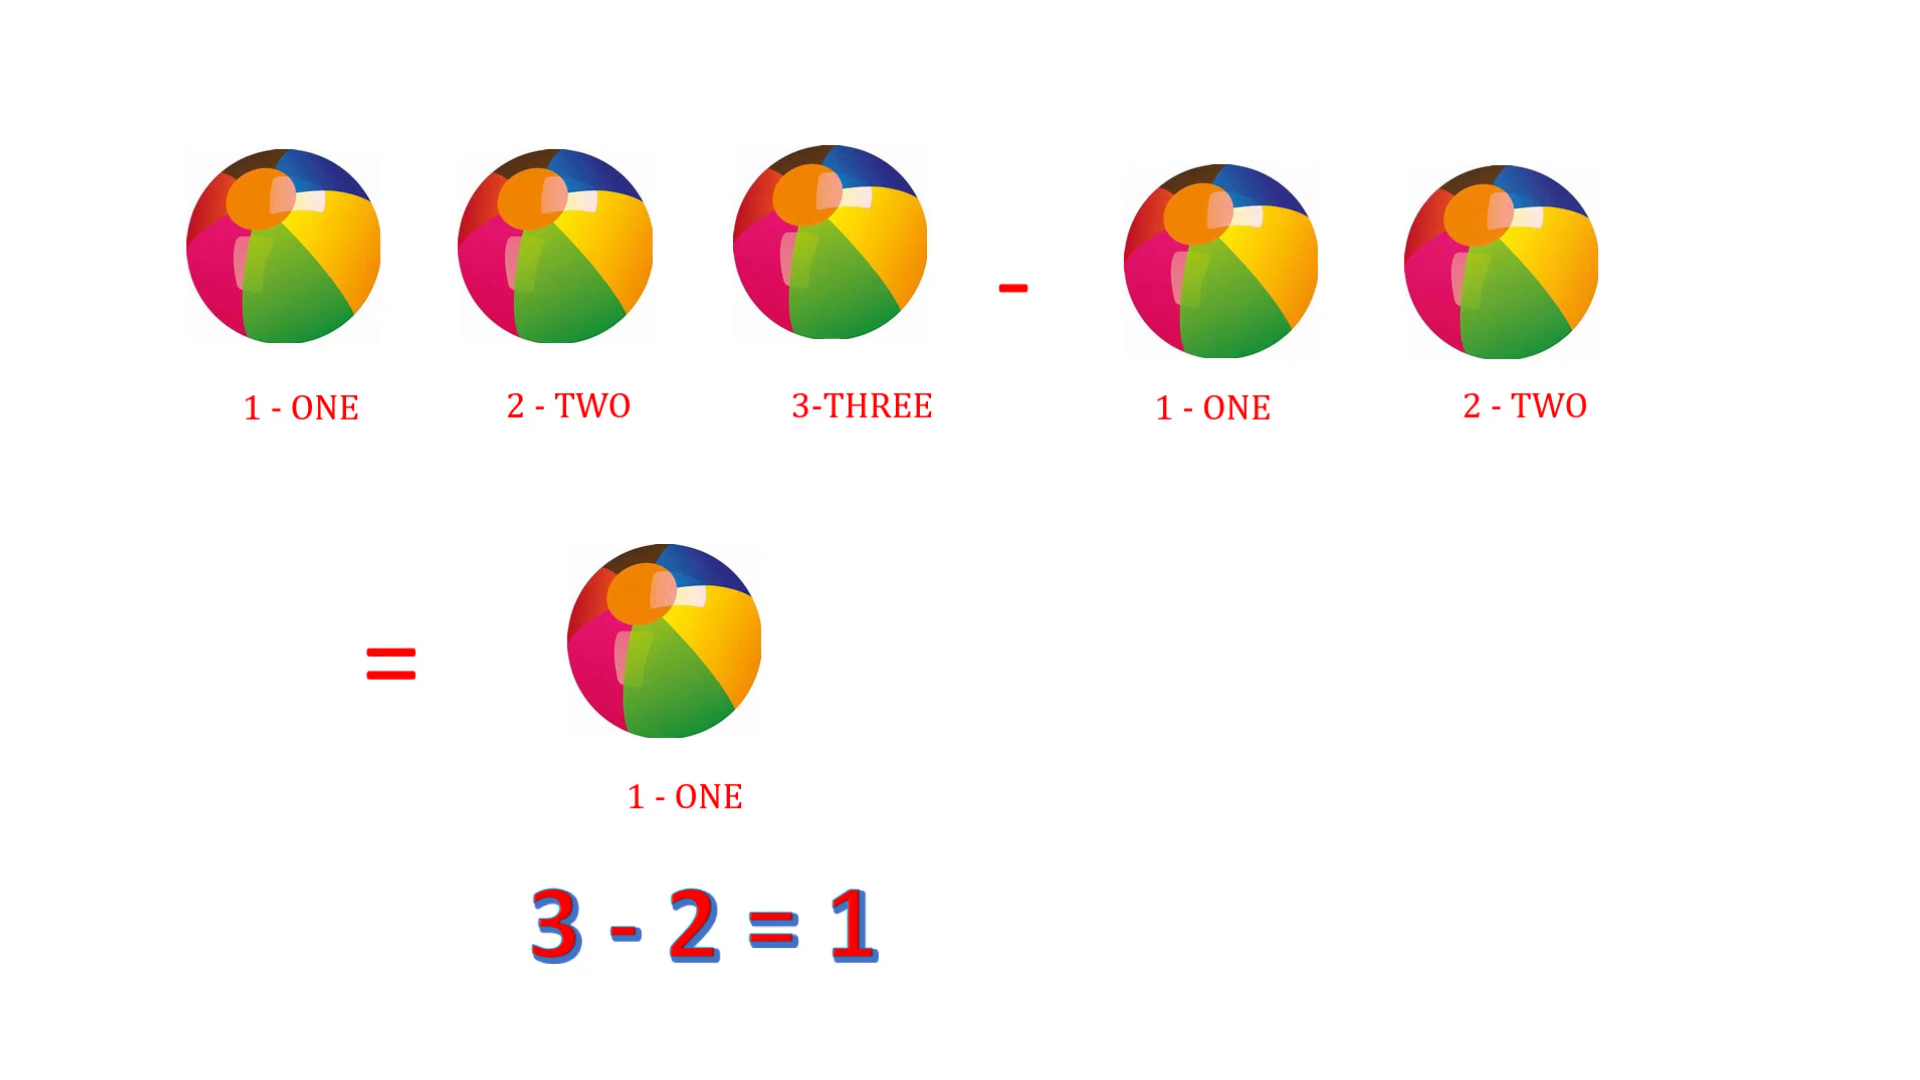 -
1 - ONE 2 - TWO 3-THREE 1 - ONE 2 - TWO
=
1 - ONE
3 - 2 = 1